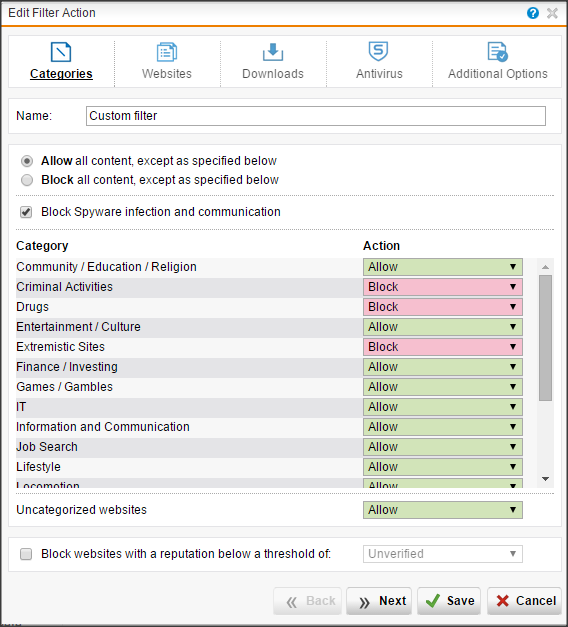 Edit Filter Action
Categories Websites Downloads Antivirus Additional Options
Name: Custom filter
Allow all content, except as specified below
Block all content, except as specified below
Block Spyware infection and communication
Category Action
Community / Education / Religion Allow
Criminal Activities Block
Drugs Block
Entertainment / Culture Allow
Extremistic Sites Block
Finance / Investing Allow
Games / Gambles Allow
IT Allow
Information and Communication Allow
Job Search Allow
Lifestyle Allow
Locomotion Allow
Uncategorized websites Allow
Block websites with a reputation below a threshold of: Unverified
Back Next Save Cancel